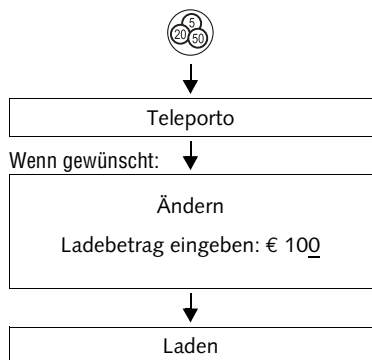 5
20 50
Teleporto
Wenn gewünscht:
Ändern
Ladebetrag eingeben: € 100
Laden